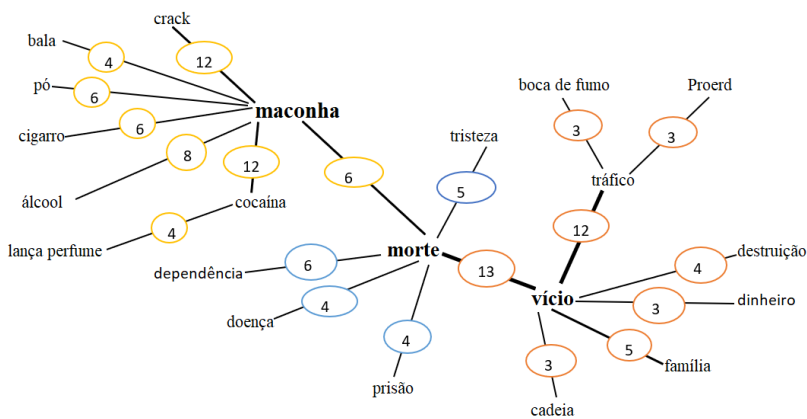 crack
bala
4
12
pó
6
maconha
cigarro
6
8
12
álcool
cocaína
lança perfume
4
6
tristeza
5
morte
dependência
6
doença
4
4
prisão
13
boca de fumo
Proerd
3
3
tráfico
12
destruição
4
vício
3
dinheiro
5
família
3
cadeia